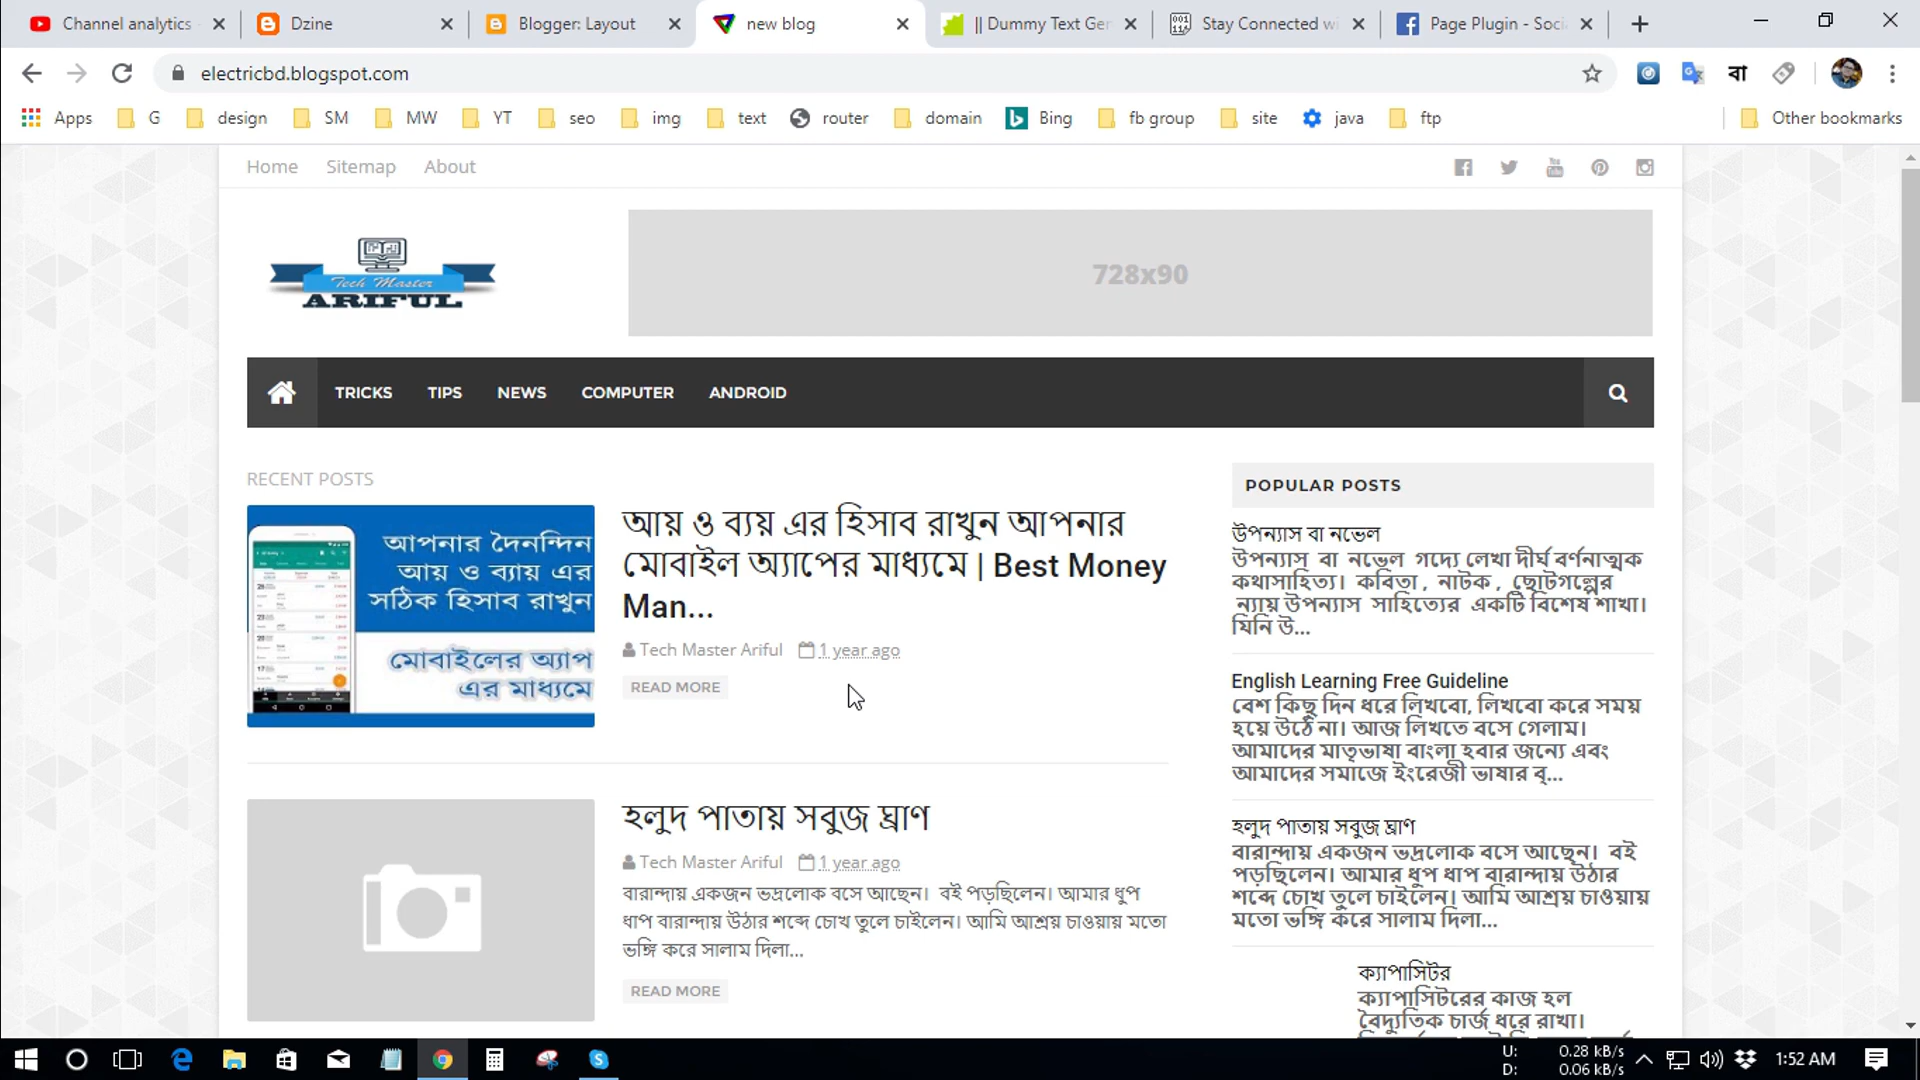 Channel analytics -
Dzine
Blogger: Layout
new blog
|| Dummy Text Ger
Stay Connected wi
Page Plugin - Soci
electricbd.blogspot.com
বা
Apps G design SM MW YT seo img text router domain Bing fb group site java ftp Other bookmarks
Home Sitemap About
Tech Master
ARIFUL
728x90
TRICKS TIPS NEWS COMPUTER ANDROID
RECENT POSTS
আপনার দৈনন্দিন
আয় ও ব্যায় এর
সঠিক হিসাব রাখুন
মোবাইলের অ্যাপ
এর মাধ্যমে
আয় ও ব্যয় এর হিসাব রাখুন আপনার
মোবাইল অ্যাপের মাধ্যমে | Best Money
Man...
Tech Master Ariful 1 year ago
READ MORE
হলুদ পাতায় সবুজ ঘ্রাণ
Tech Master Ariful 1 year ago
বারান্দায় একজন ভদ্রলোক বসে আছেন। বই পড়ছিলেন। আমার ধুপ
ধাপ বারান্দায় উঠার শব্দে চোখ তুলে চাইলেন। আমি আশ্রয় চাওয়ায় মতো
ভঙ্গি করে সালাম দিলা...
READ MORE
POPULAR POSTS
উপন্যাস বা নভেল
উপন্যাস বা নভেল গদ্যে লেখা দীর্ঘ বর্ণনাত্মক
কথাসাহিত্য। কবিতা , নাটক , ছোটগল্পের
ন্যায় উপন্যাস সাহিত্যের একটি বিশেষ শাখা।
যিনি উ...
English Learning Free Guideline
বেশ কিছু দিন ধরে লিখবো, লিখবো করে সময়
হয়ে উঠে না। আজ লিখতে বসে গেলাম।
আমাদের মাতৃভাষা বাংলা হবার জন্যে এবং
আমাদের সমাজে ইংরেজী ভাষার বৃ...
হলুদ পাতায় সবুজ ঘ্রাণ
বারান্দায় একজন ভদ্রলোক বসে আছেন। বই
পড়ছিলেন। আমার ধুপ ধাপ বারান্দায় উঠার
শব্দে চোখ তুলে চাইলেন। আমি আশ্রয় চাওয়ায়
মতো ভঙ্গি করে সালাম দিলা...
ক্যাপাসিটর
ক্যাপাসিটরের কাজ হল
বৈদ্যুতিক চার্জ ধরে রাখা।
U: 0.28 kB/s
D: 0.06 kB/s
1:52 AM